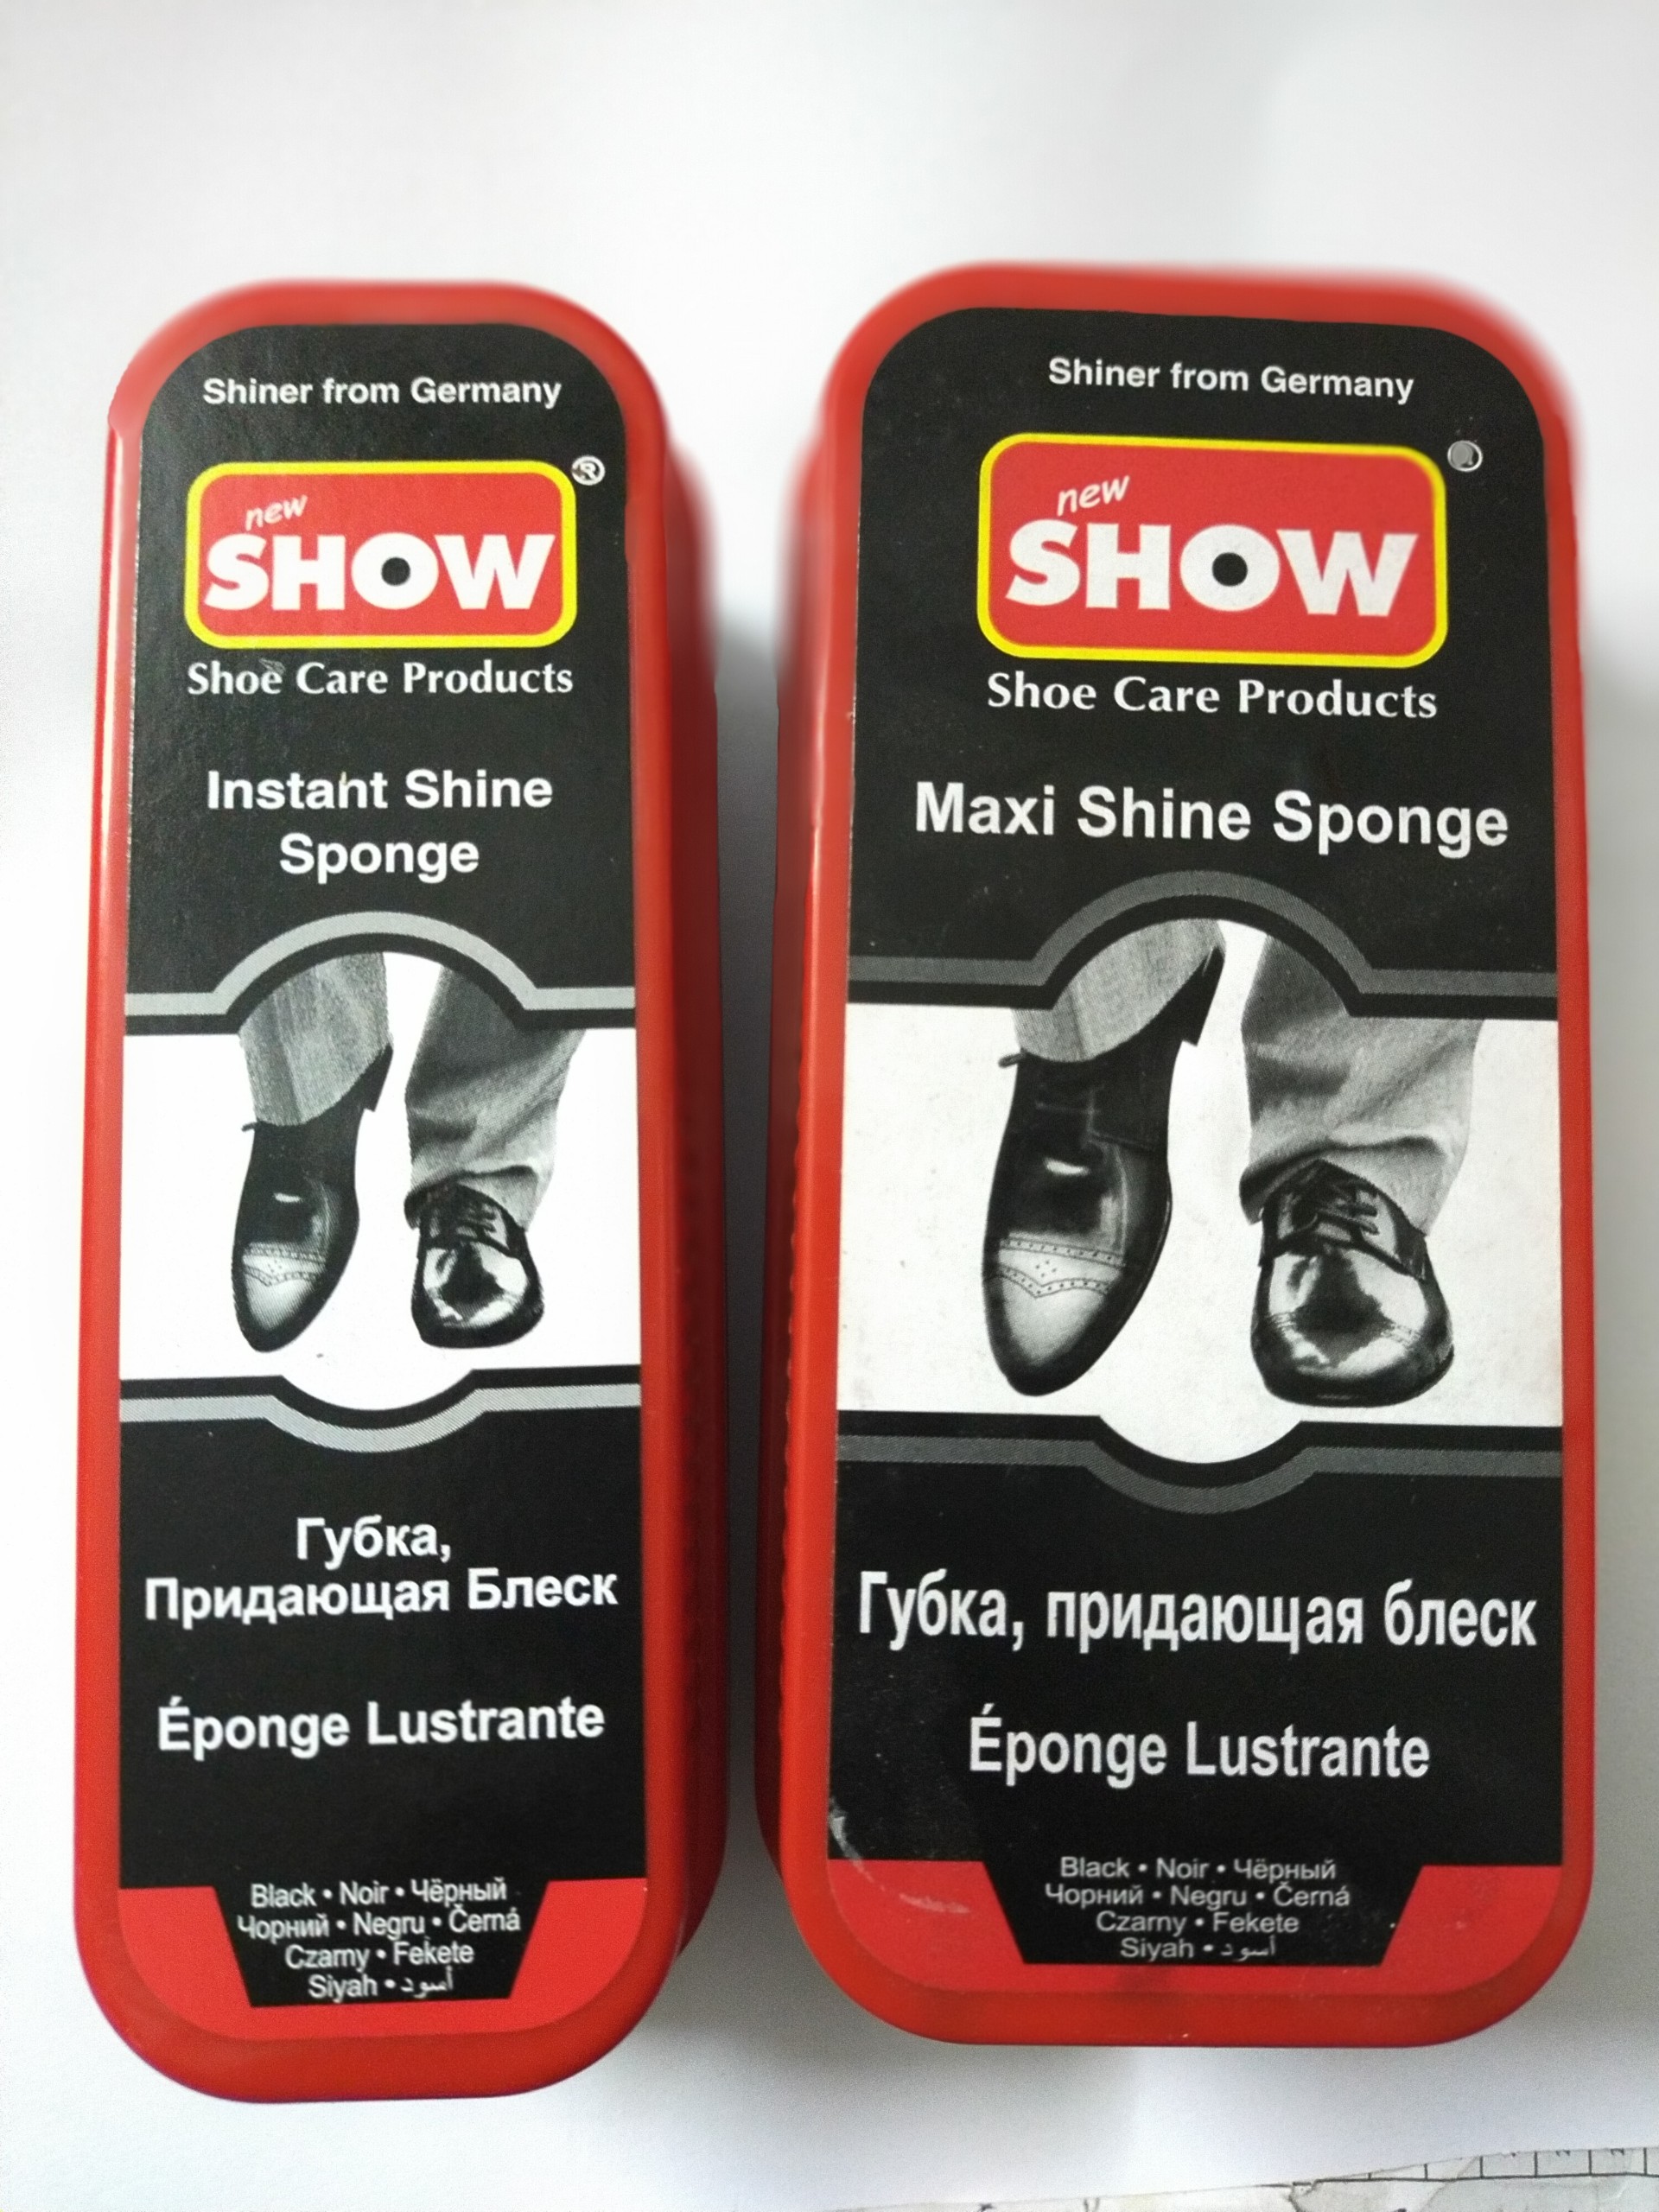 Shiner from Germany
new
SHOW
®
Shoe Care Products
Instant Shine
Sponge
Губка,
Придающая Блеск
Éponge Lustrante
Black • Noir • Чёрный
Чорний • Negru • Černá
Czarny • Fekete
Siyah • أسود
Shiner from Germany
new
SHOW
Shoe Care Products
Maxi Shine Sponge
Губка, придающая блеск
Éponge Lustrante
Black • Noir • Чёрный
Чорний • Negru • Černá
Czarny • Fekete
Siyah • أسود